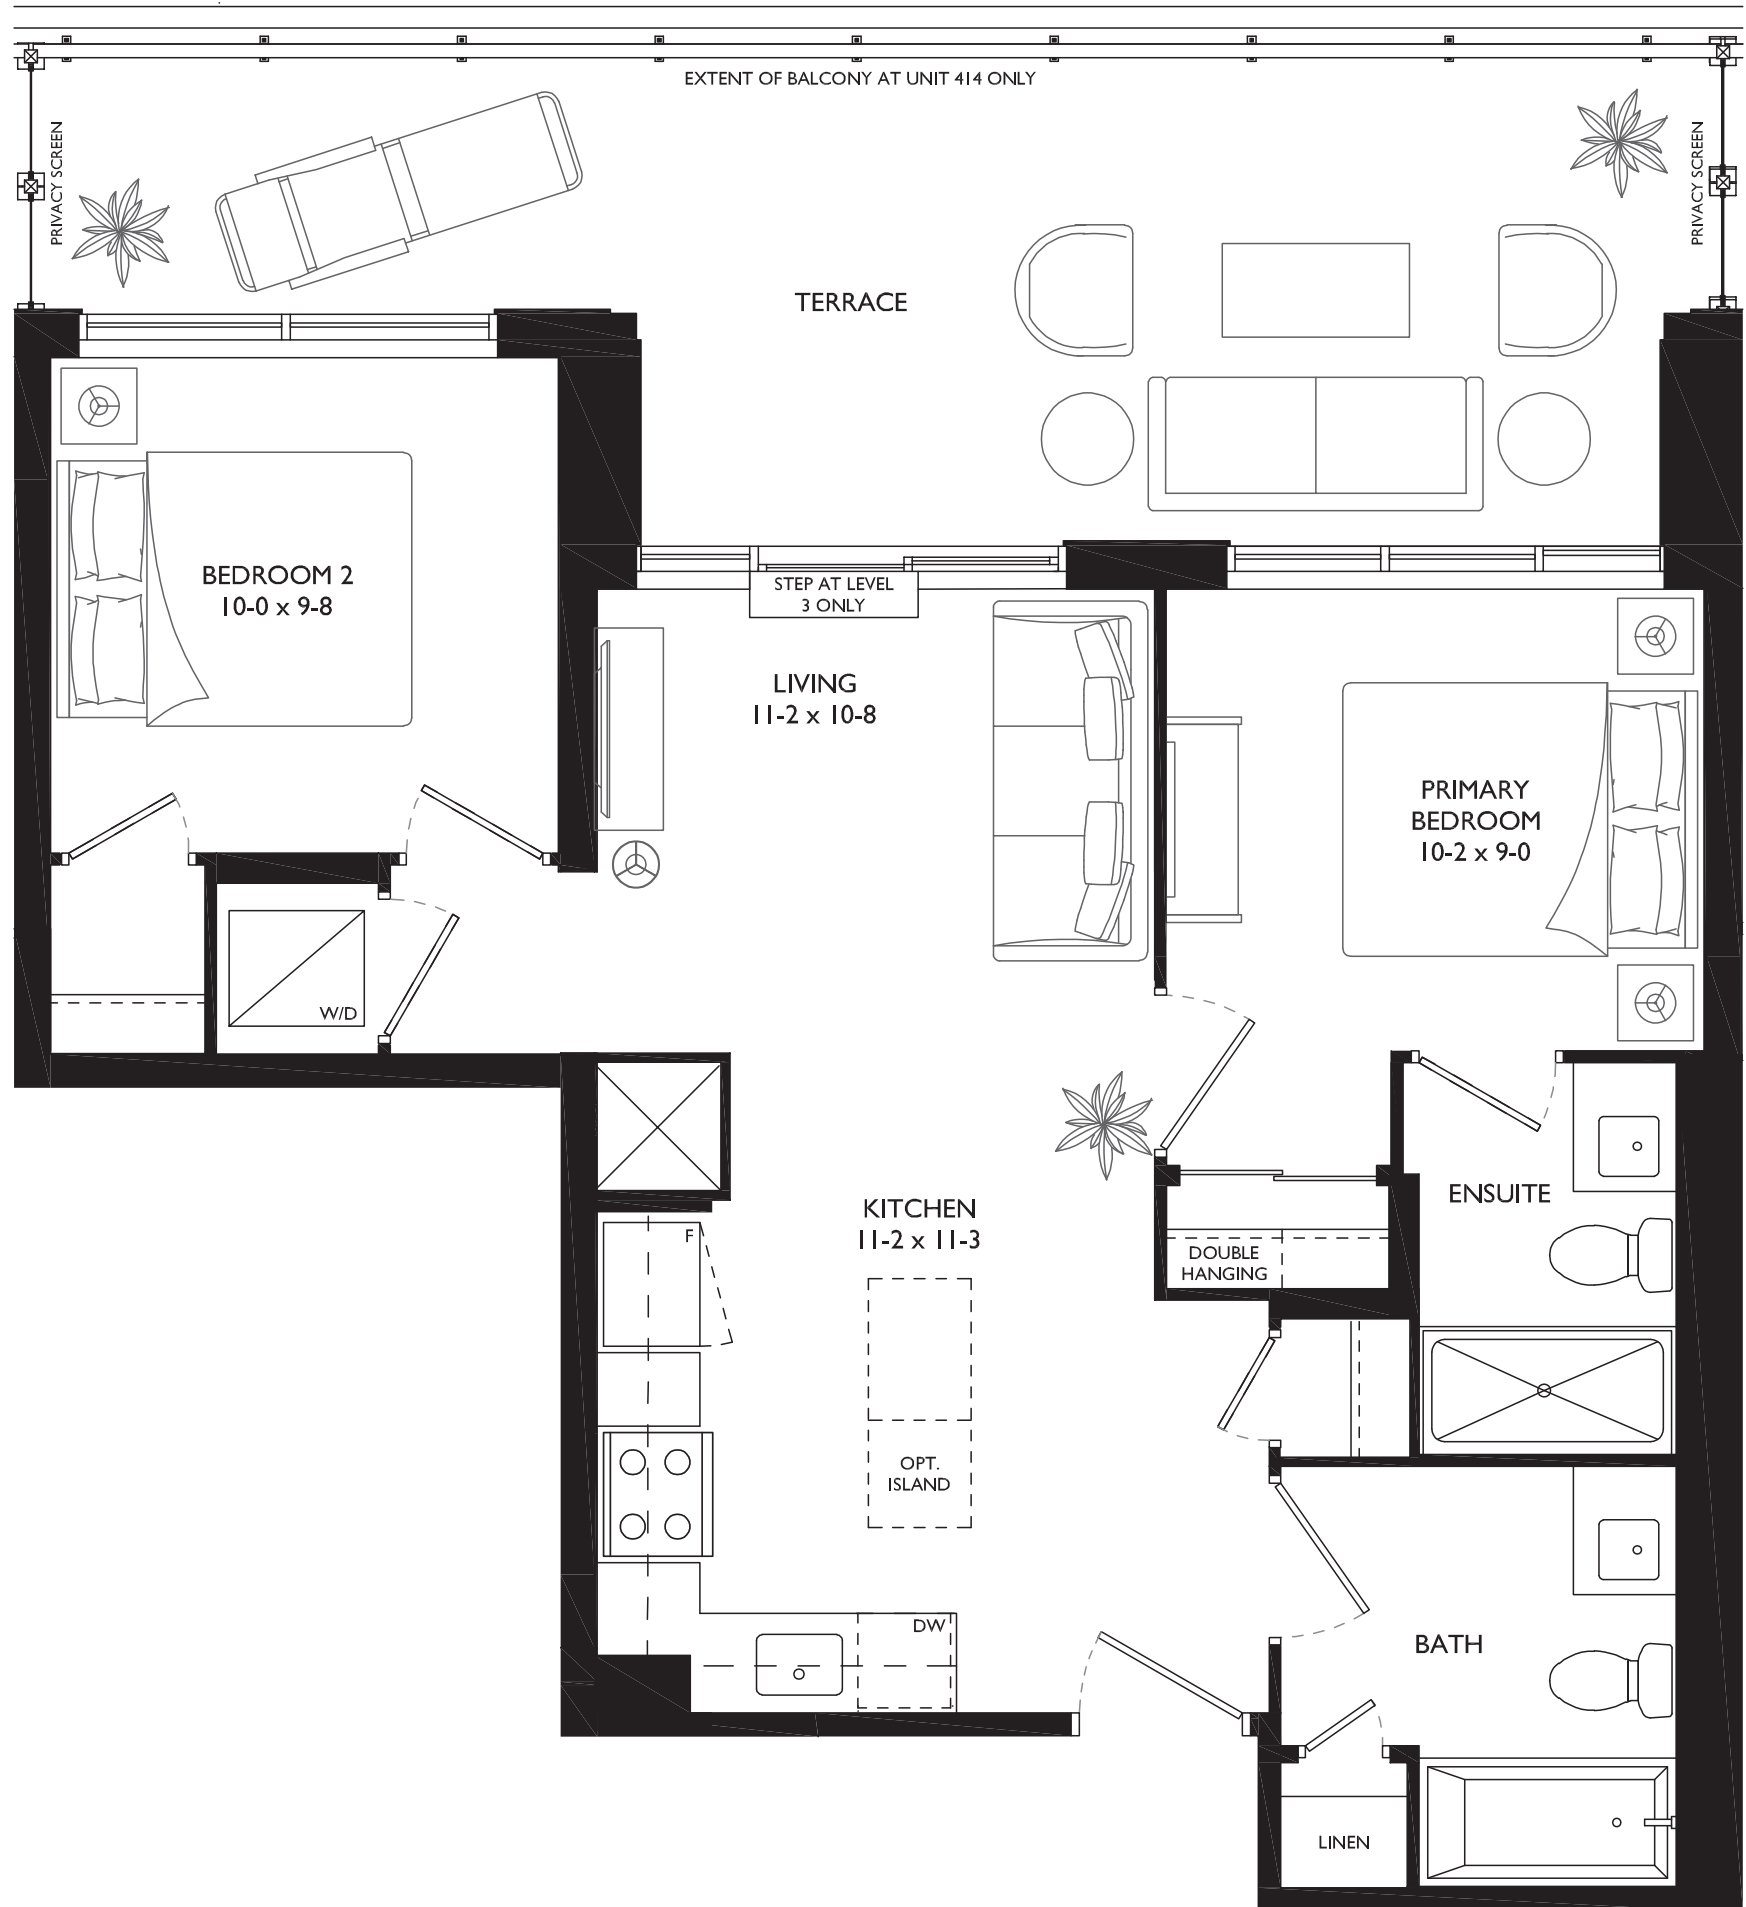 EXTENT OF BALCONY AT UNIT 414 ONLY
PRIVACY SCREEN
PRIVACY SCREEN
TERRACE
BEDROOM 2
10-0 x 9-8
STEP AT LEVEL
3 ONLY
LIVING
11-2 x 10-8
PRIMARY
BEDROOM
10-2 x 9-0
W/D
ENSUITE
KITCHEN
11-2 x 11-3
F
DOUBLE
HANGING
OPT.
ISLAND
DW
BATH
LINEN